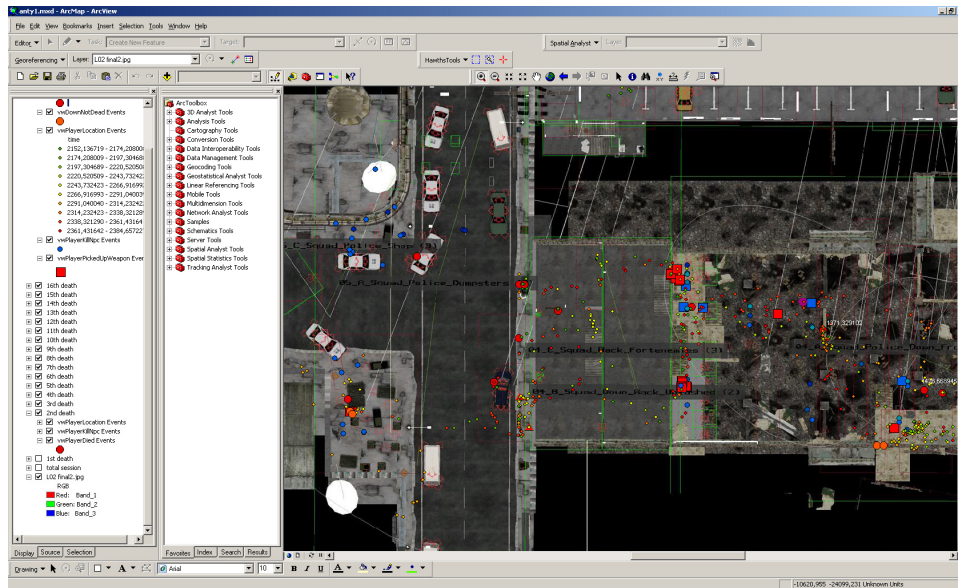 anty1.mxd - ArcMap - ArcView
File Edit View Bookmarks Insert Selection Tools Window Help
Editor Task: Create New Feature Target: Spatial Analyst Layer:
Georeferencing Layer: L02 final2.jpg HawthsTools
vwDownNotDead Events
vwPlayerLocation Events
time
2152,136719 - 2174,208008
2174,208009 - 2197,304688
2197,304689 - 2220,520508
2220,520509 - 2243,732422
2243,732423 - 2266,916992
2266,916993 - 2291,040039
2291,040040 - 2314,232422
2314,232423 - 2338,321289
2338,321290 - 2361,43164
2361,431642 - 2384,657227
vwPlayerKillNpc Events
vwPlayerPickedUpWeapon Even
16th death
15th death
14th death
13th death
12th death
11th death
10th death
9th death
8th death
7th death
6th death
5th death
4th death
3rd death
2nd death
vwPlayerLocation Events
vwPlayerKillNpc Events
vwPlayerDied Events
1st death
total session
L02 final2.jpg
RGB
Red: Band_1
Green: Band_2
Blue: Band_3
Display Source Selection
ArcToolbox
3D Analyst Tools
Analysis Tools
Cartography Tools
Conversion Tools
Data Interoperability Tools
Data Management Tools
Geocoding Tools
Geostatistical Analyst Tools
Linear Referencing Tools
Mobile Tools
Multidimension Tools
Network Analyst Tools
Samples
Schematics Tools
Server Tools
Spatial Analyst Tools
Spatial Statistics Tools
Tracking Analyst Tools
Favorites Index Search Results
_C_Squad_Police_Shop (3)
05_A_Squad_Police_Dumpsters
1371,329102
04_C_Squad_Hack_Fortenemies (3)
Drawing Arial 10 B I U A
-10620,955 -24099,231 Unknown Units